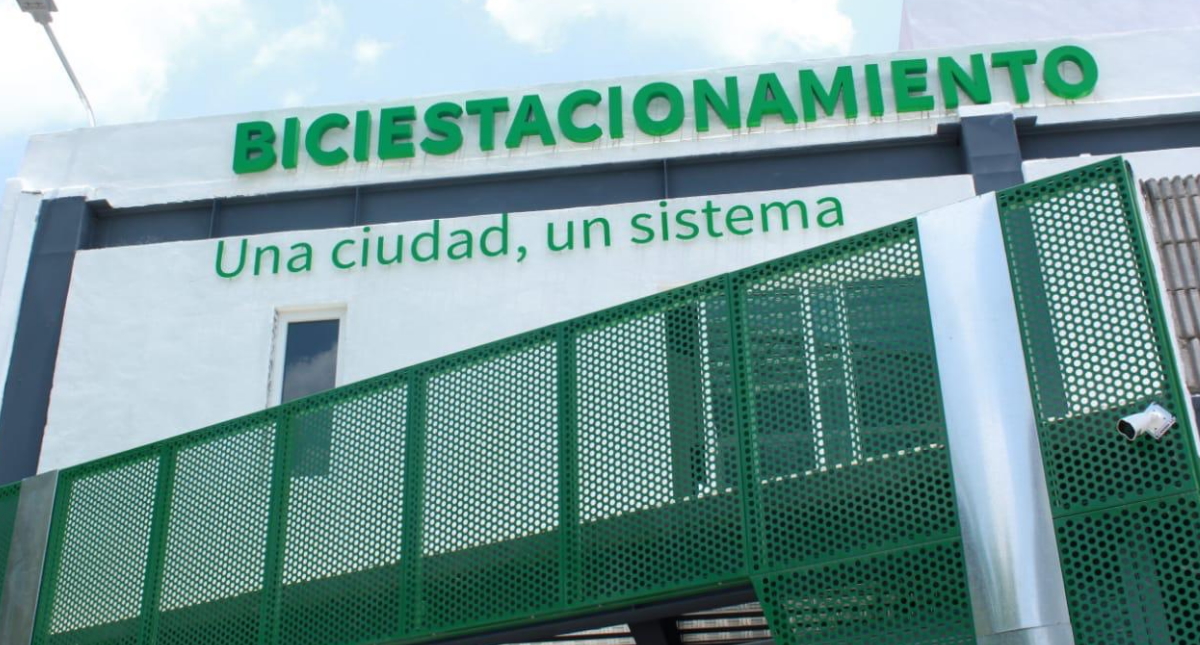 BICIESTACIONAMIENTO
Una ciudad, un sistema